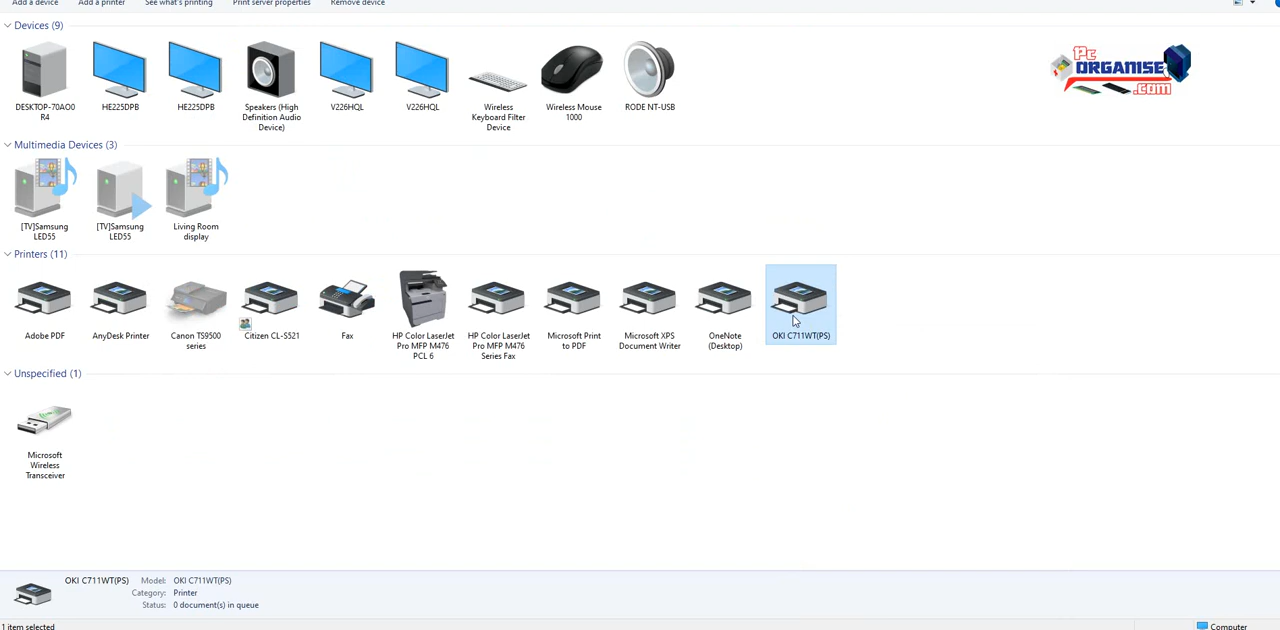 Add a device Add a printer See what's printing Print server properties Remove device
Devices (9)
DESKTOP-70AO0
R4
HE225DPB
HE225DPB
Speakers (High
Definition Audio
Device)
V226HQL
V226HQL
Wireless
Keyboard Filter
Device
Wireless Mouse
1000
RODE NT-USB
Pc
ORGANISE
.com
Multimedia Devices (3)
[TV]Samsung
LED55
[TV]Samsung
LED55
Living Room
display
Printers (11)
Adobe PDF
AnyDesk Printer
Canon TS9500
series
Citizen CL-S521
Fax
HP Color LaserJet
Pro MFP M476
PCL 6
HP Color LaserJet
Pro MFP M476
Series Fax
Microsoft Print
to PDF
Microsoft XPS
Document Writer
OneNote
(Desktop)
OKI C711WT(PS)
Unspecified (1)
Microsoft
Wireless
Transceiver
OKI C711WT(PS) Model: OKI C711WT(PS)
Category: Printer
Status: 0 document(s) in queue
1 item selected
Computer